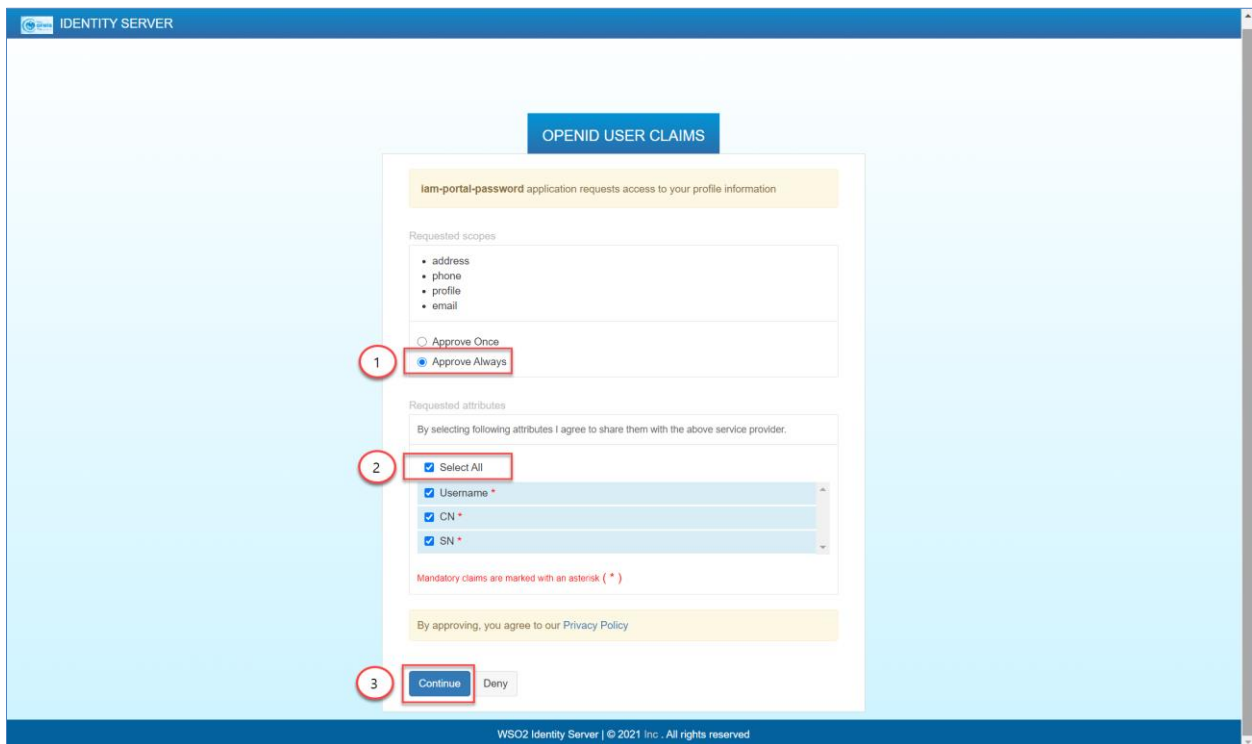 IDENTITY SERVER
OPENID USER CLAIMS
iam-portal-password application requests access to your profile information
Requested scopes
address
phone
profile
email
Approve Once
1
Approve Always
Requested attributes
By selecting following attributes I agree to share them with the above service provider.
2
Select All
Username *
CN *
SN *
Mandatory claims are marked with an asterisk ( * )
By approving, you agree to our Privacy Policy
3
Continue
Deny
WSO2 Identity Server | © 2021 Inc . All rights reserved